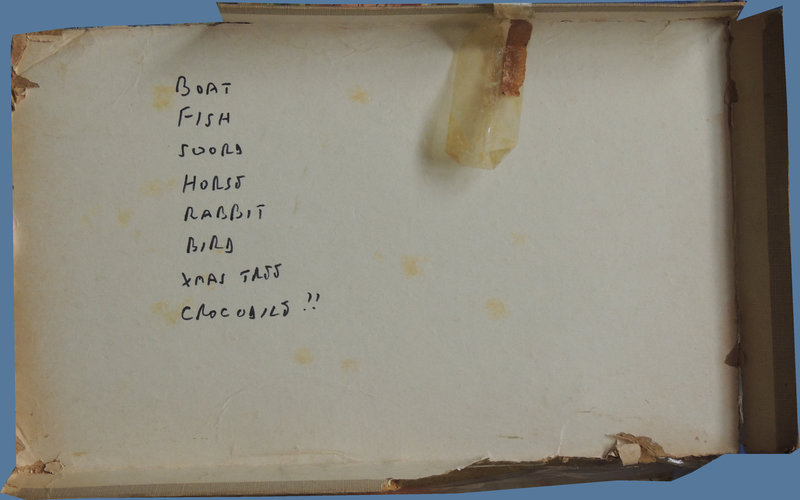 BOAT
FISH
SWORD
HORSE
RABBIT
BIRD
XMAS TREE
CROCODILE !!